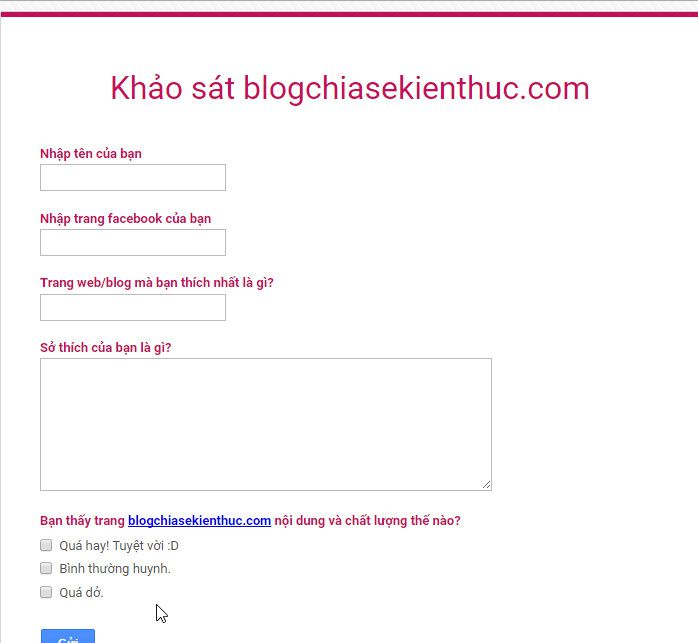 Khảo sát blogchiasekienthuc.com
Nhập tên của bạn
Nhập trang facebook của bạn
Trang web/blog mà bạn thích nhất là gì?
Sở thích của bạn là gì?
Bạn thấy trang blogchiasekienthuc.com nội dung và chất lượng thế nào?
Quá hay! Tuyệt vời :D
Bình thường huynh.
Quá dở.
Gửi